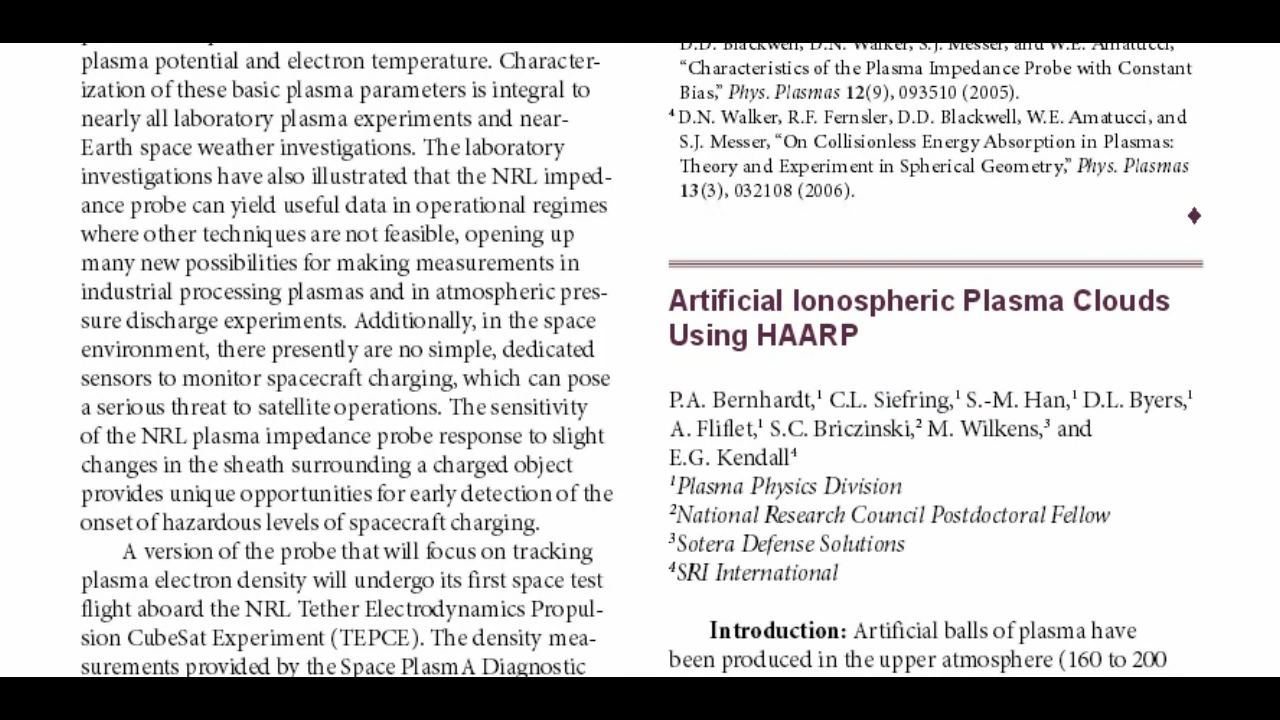 plasma potential and electron temperature. Character-
ization of these basic plasma parameters is integral to
nearly all laboratory plasma experiments and near-
Earth space weather investigations. The laboratory
investigations have also illustrated that the NRL imped-
ance probe can yield useful data in operational regimes
where other techniques are not feasible, opening up
many new possibilities for making measurements in
industrial processing plasmas and in atmospheric pres-
sure discharge experiments. Additionally, in the space
environment, there presently are no simple, dedicated
sensors to monitor spacecraft charging, which can pose
a serious threat to satellite operations. The sensitivity
of the NRL plasma impedance probe response to slight
changes in the sheath surrounding a charged object
provides unique opportunities for early detection of the
onset of hazardous levels of spacecraft charging.
A version of the probe that will focus on tracking
plasma electron density will undergo its first space test
flight aboard the NRL Tether Electrodynamics Propul-
sion CubeSat Experiment (TEPCE). The density mea-
surements provided by the Space PlasmA Diagnostic
D.D. Blackwell, D.N. Walker, S.J. Messer, and W.E. Amatucci,
“Characteristics of the Plasma Impedance Probe with Constant
Bias,” Phys. Plasmas 12(9), 093510 (2005).
⁴ D.N. Walker, R.F. Fernsler, D.D. Blackwell, W.E. Amatucci, and
S.J. Messer, “On Collisionless Energy Absorption in Plasmas:
Theory and Experiment in Spherical Geometry,” Phys. Plasmas
13(3), 032108 (2006).
Artificial Ionospheric Plasma Clouds
Using HAARP
P.A. Bernhardt,¹ C.L. Siefring,¹ S.-M. Han,¹ D.L. Byers,¹
A. Fliflet,¹ S.C. Briczinski,² M. Wilkens,³ and
E.G. Kendall⁴
¹Plasma Physics Division
²National Research Council Postdoctoral Fellow
³Sotera Defense Solutions
⁴SRI International
Introduction: Artificial balls of plasma have
been produced in the upper atmosphere (160 to 200